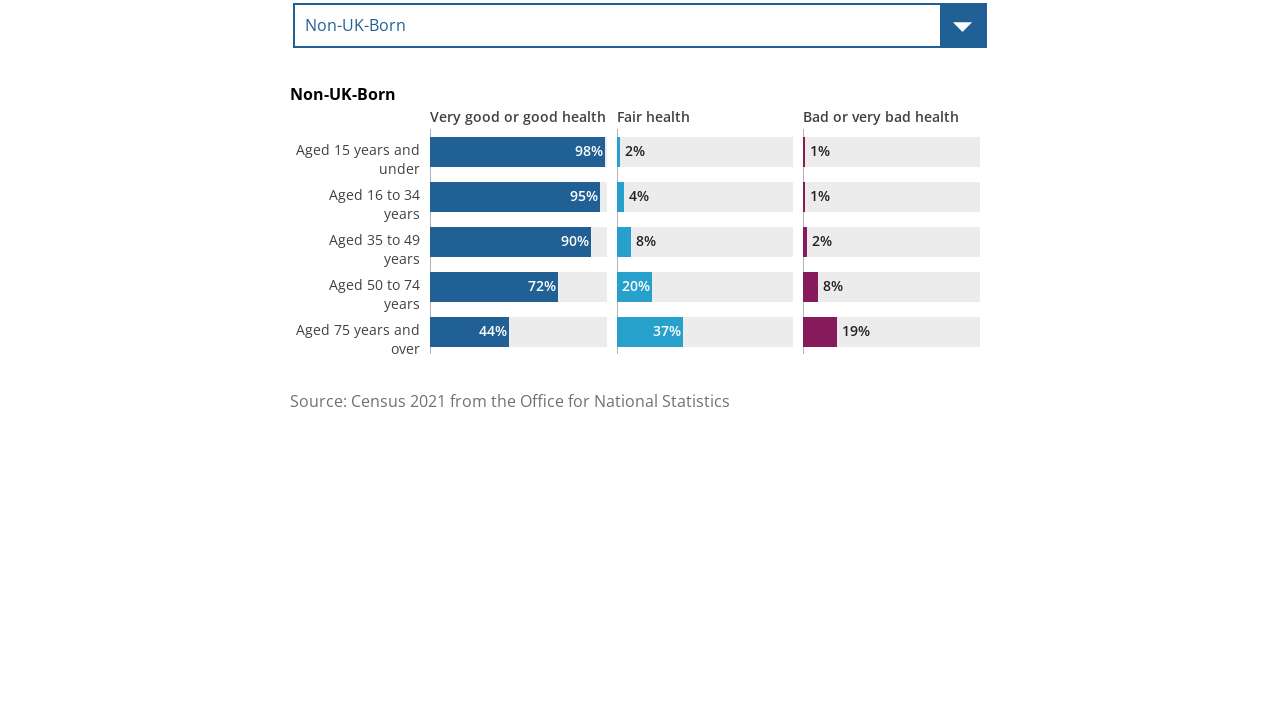 Non-UK-Born
Non-UK-Born
Very good or good health Fair health Bad or very bad health
Aged 15 years and
under
98% 2% 1%
Aged 16 to 34
years
95% 4% 1%
Aged 35 to 49
years
90% 8% 2%
Aged 50 to 74
years
72% 20% 8%
Aged 75 years and
over
44% 37% 19%
Source: Census 2021 from the Office for National Statistics